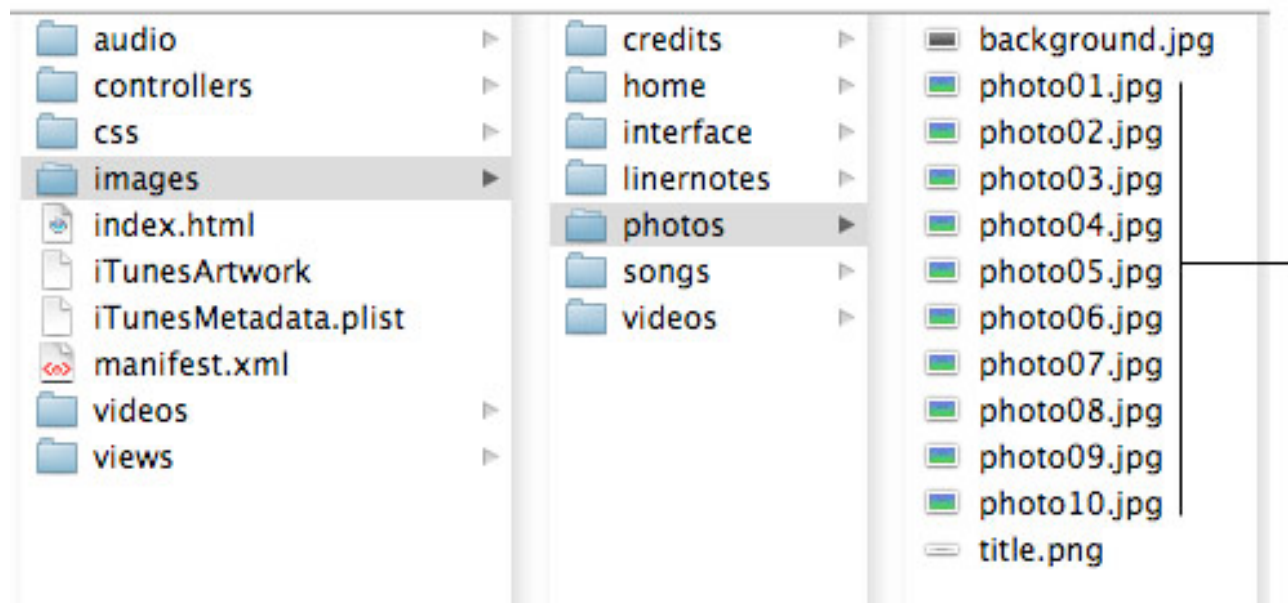 audio
controllers
css
images
index.html
iTunesArtwork
iTunesMetadata.plist
manifest.xml
videos
views
credits
home
interface
linernotes
photos
songs
videos
background.jpg
photo01.jpg
photo02.jpg
photo03.jpg
photo04.jpg
photo05.jpg
photo06.jpg
photo07.jpg
photo08.jpg
photo09.jpg
photo10.jpg
title.png